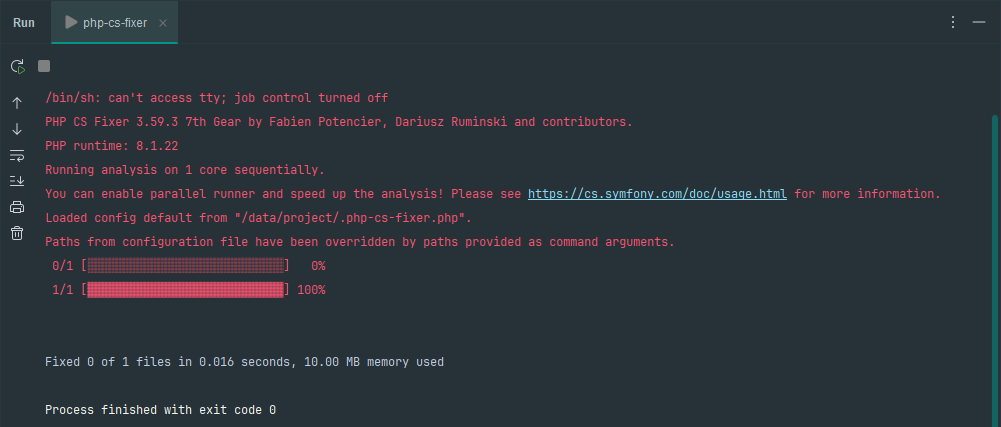 Run php-cs-fixer
/bin/sh: can't access tty; job control turned off
PHP CS Fixer 3.59.3 7th Gear by Fabien Potencier, Dariusz Ruminski and contributors.
PHP runtime: 8.1.22
Running analysis on 1 core sequentially.
You can enable parallel runner and speed up the analysis! Please see https://cs.symfony.com/doc/usage.html for more information.
Loaded config default from "/data/project/.php-cs-fixer.php".
Paths from configuration file have been overridden by paths provided as command arguments.
0/1 [░░░░░░░░░░░░░░░░░░░░░░░░░░░░] 0%
1/1 [▓▓▓▓▓▓▓▓▓▓▓▓▓▓▓▓▓▓▓▓▓▓▓▓▓▓▓▓] 100%
Fixed 0 of 1 files in 0.016 seconds, 10.00 MB memory used
Process finished with exit code 0